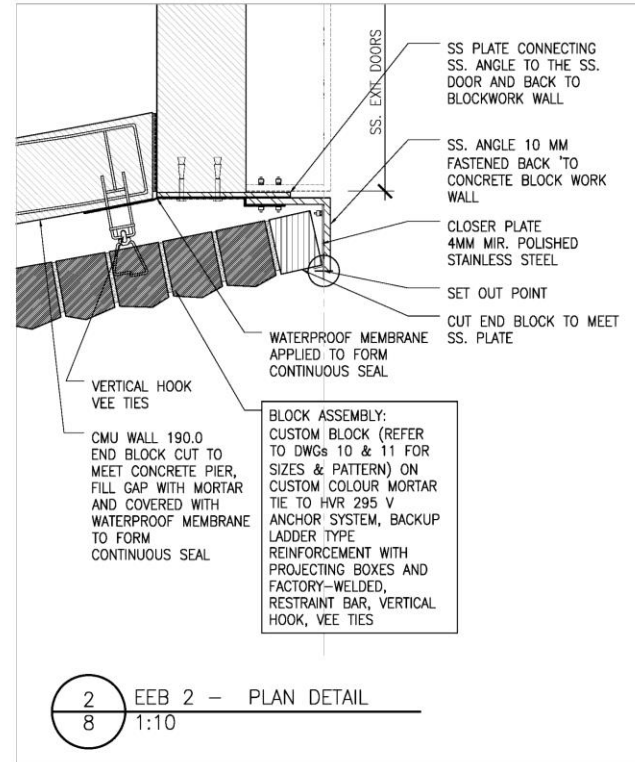 SS PLATE CONNECTING
SS. ANGLE TO THE SS.
DOOR AND BACK TO
BLOCKWORK WALL
SS. EXIT DOORS
SS. ANGLE 10 MM
FASTENED BACK 'TO
CONCRETE BLOCK WORK
WALL
CLOSER PLATE
4MM MIR. POLISHED
STAINLESS STEEL
SET OUT POINT
CUT END BLOCK TO MEET
SS. PLATE
WATERPROOF MEMBRANE
APPLIED TO FORM
CONTINUOUS SEAL
VERTICAL HOOK
VEE TIES
CMU WALL 190.0
END BLOCK CUT TO
MEET CONCRETE PIER,
FILL GAP WITH MORTAR
AND COVERED WITH
WATERPROOF MEMBRANE
TO FORM
CONTINUOUS SEAL
BLOCK ASSEMBLY:
CUSTOM BLOCK (REFER
TO DWGs 10 & 11 FOR
SIZES & PATTERN) ON
CUSTOM COLOUR MORTAR
TIE TO HVR 295 V
ANCHOR SYSTEM, BACKUP
LADDER TYPE
REINFORCEMENT WITH
PROJECTING BOXES AND
FACTORY-WELDED,
RESTRAINT BAR, VERTICAL
HOOK, VEE TIES
2
8
EEB 2 - PLAN DETAIL
1:10